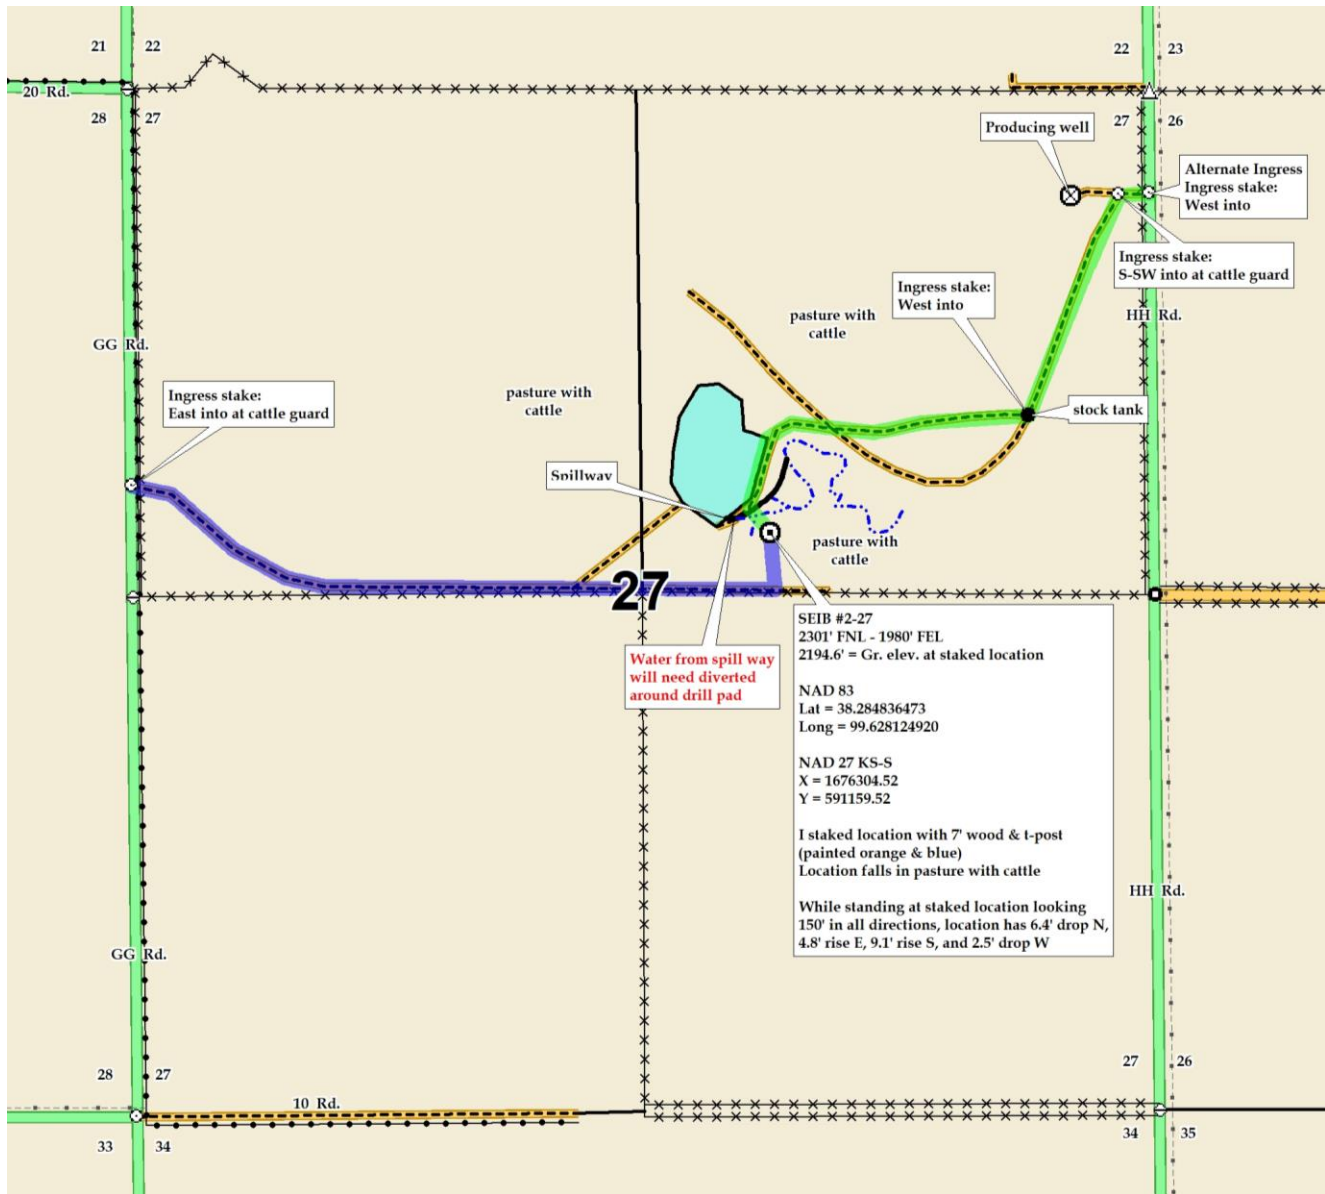 21 22
22 23
20 Rd.
28 27
27 26
Producing well
Alternate Ingress
Ingress stake:
West into
Ingress stake:
S-SW into at cattle guard
Ingress stake:
West into
pasture with
cattle
HH Rd.
GG Rd.
Ingress stake:
East into at cattle guard
pasture with
cattle
stock tank
Spillway
pasture with
cattle
27
SEIB #2-27
2301' FNL - 1980' FEL
2194.6' = Gr. elev. at staked location
NAD 83
Lat = 38.284836473
Long = 99.628124920
NAD 27 KS-S
X = 1676304.52
Y = 591159.52
I staked location with 7' wood & t-post
(painted orange & blue)
Location falls in pasture with cattle
While standing at staked location looking
150' in all directions, location has 6.4' drop N,
4.8' rise E, 9.1' rise S, and 2.5' drop W
Water from spill way
will need diverted
around drill pad
HH Rd.
GG Rd.
28 27
27 26
10 Rd.
33 34
34 35